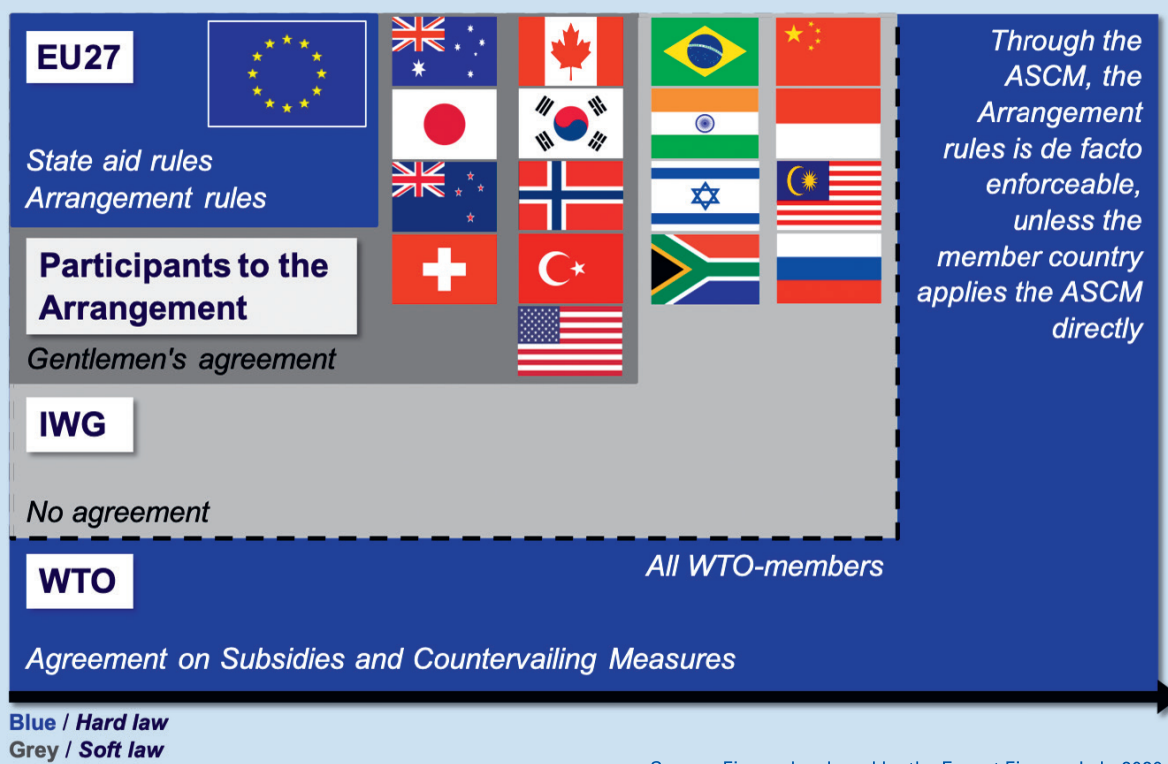 EU27
State aid rules
Arrangement rules
Participants to the
Arrangement
Gentlemen's agreement
IWG
No agreement
WTO
All WTO-members
Agreement on Subsidies and Countervailing Measures
Through the
ASCM, the
Arrangement
rules is de facto
enforceable,
unless the
member country
applies the ASCM
directly
Blue / Hard law
Grey / Soft law